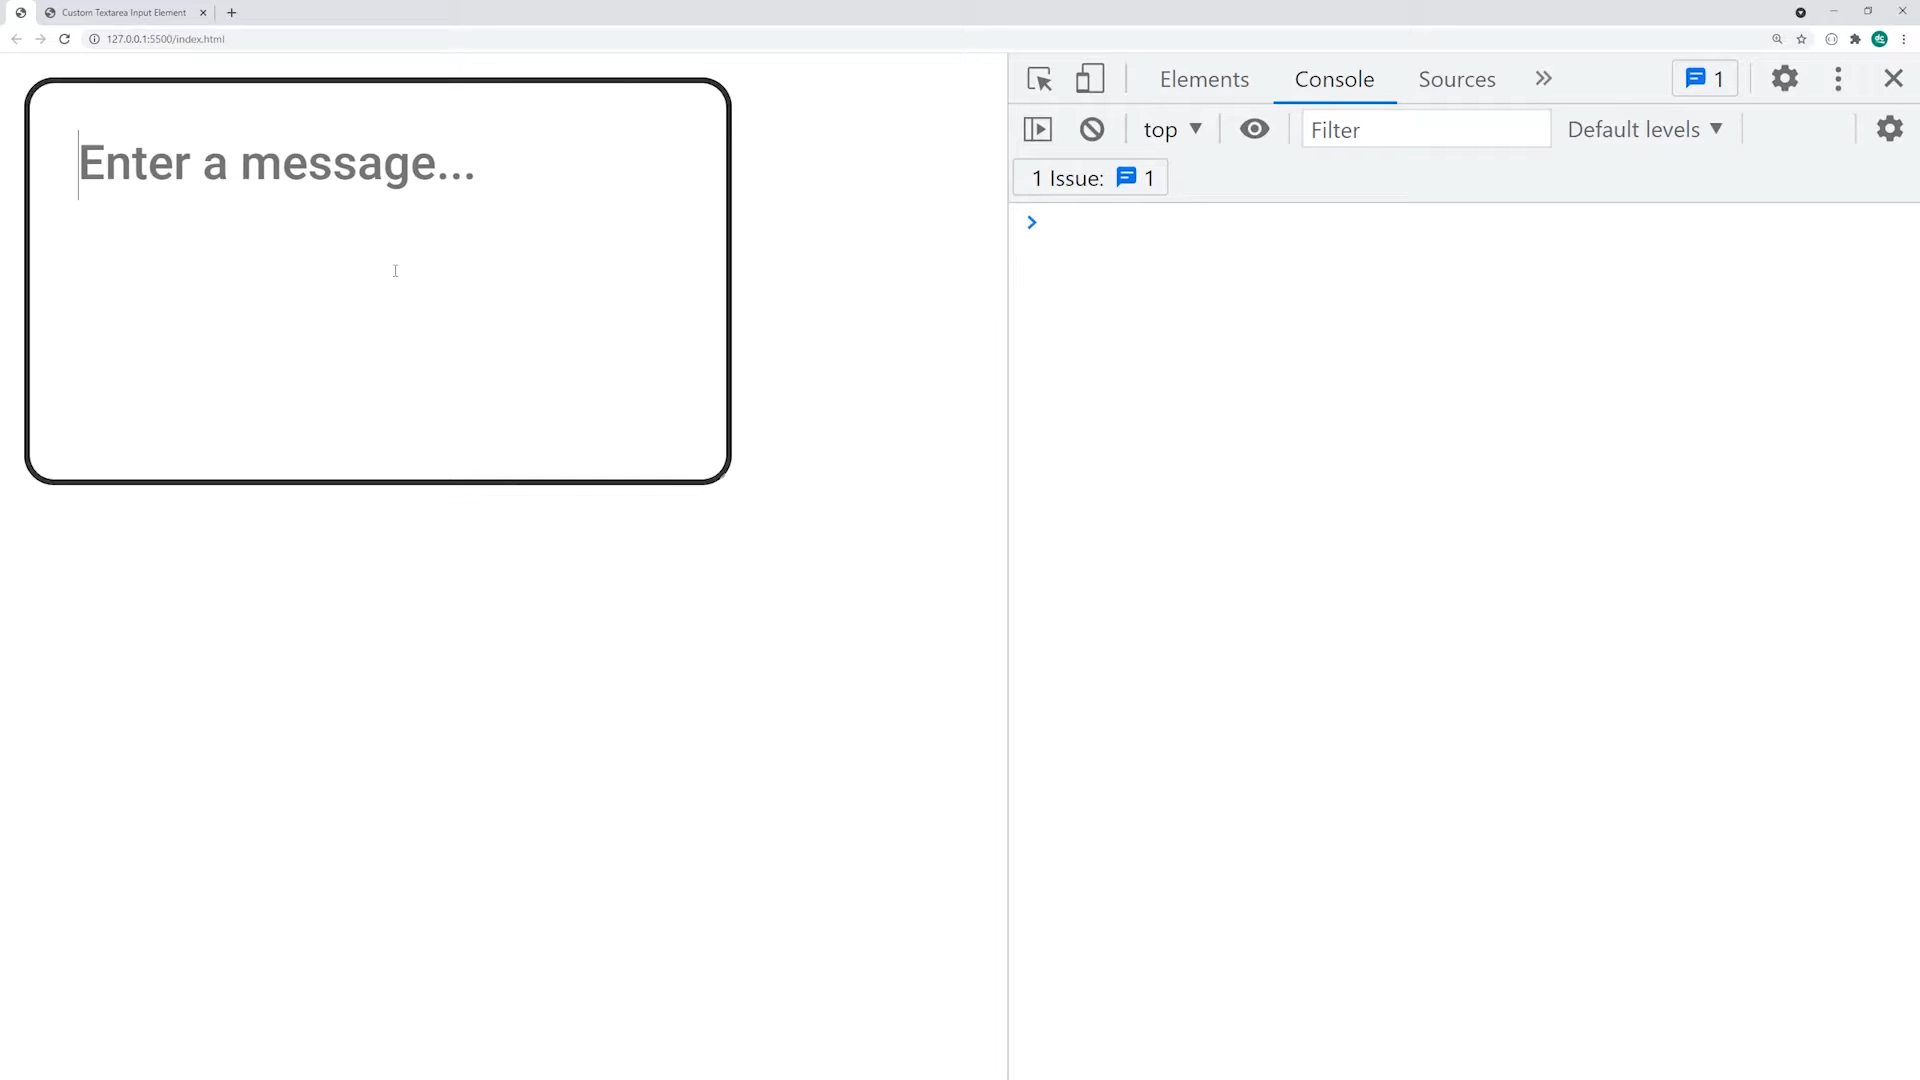 Custom Textarea Input Element
127.0.0.1:5500/index.html
Enter a message...
Elements
Console
Sources
1
top
Filter
Default levels
1 Issue:
1